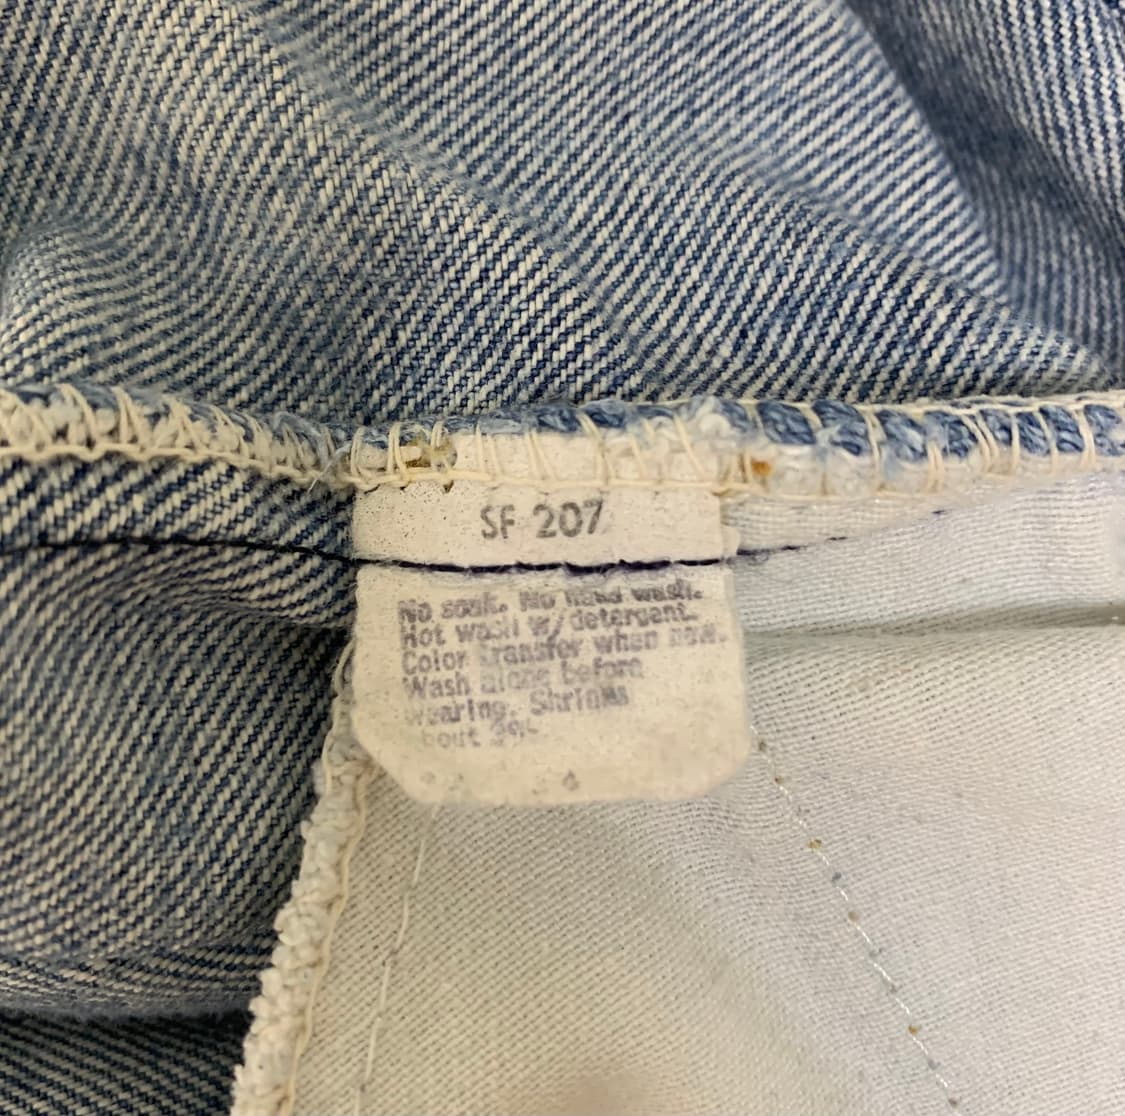 SF 207
No soak. No hand wash.
Hot wash w/detergent.
Color Transfer when new.
Wash alone before
wearing. Shrinks
bout